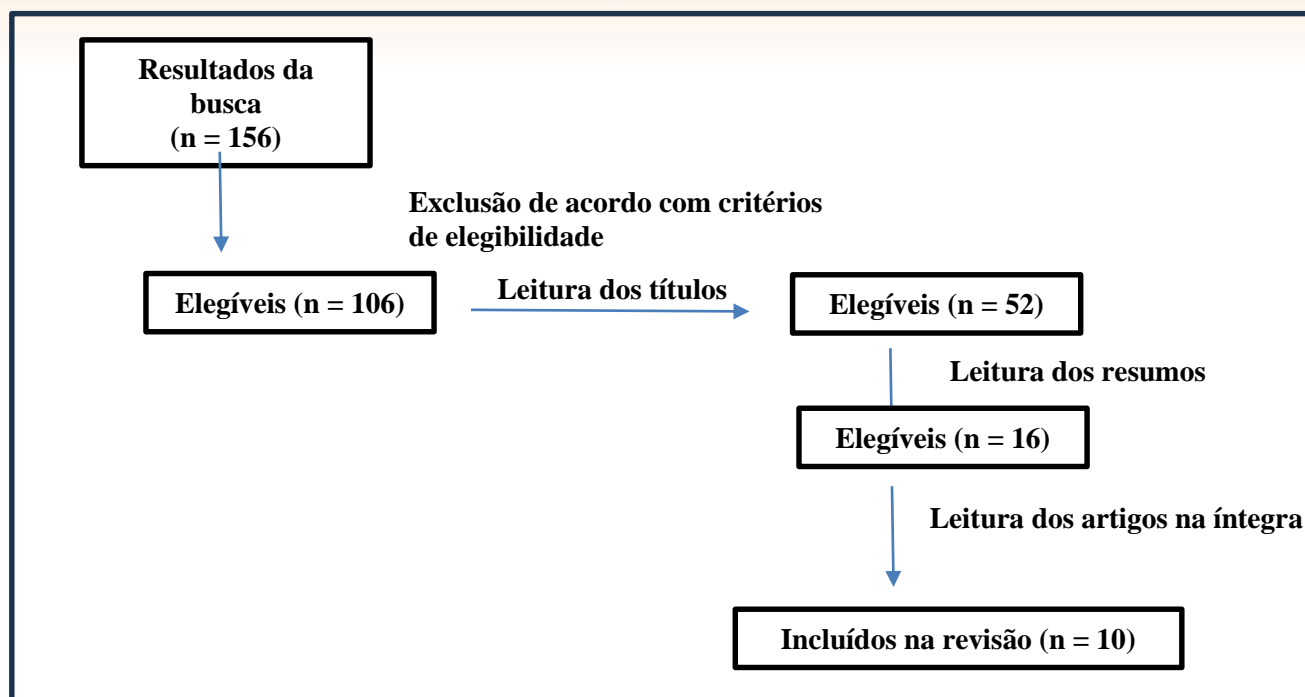 Resultados da
busca
(n = 156)
Exclusão de acordo com critérios
de elegibilidade
Elegíveis (n = 106)
Leitura dos títulos
Elegíveis (n = 52)
Leitura dos resumos
Elegíveis (n = 16)
Leitura dos artigos na íntegra
Incluídos na revisão (n = 10)